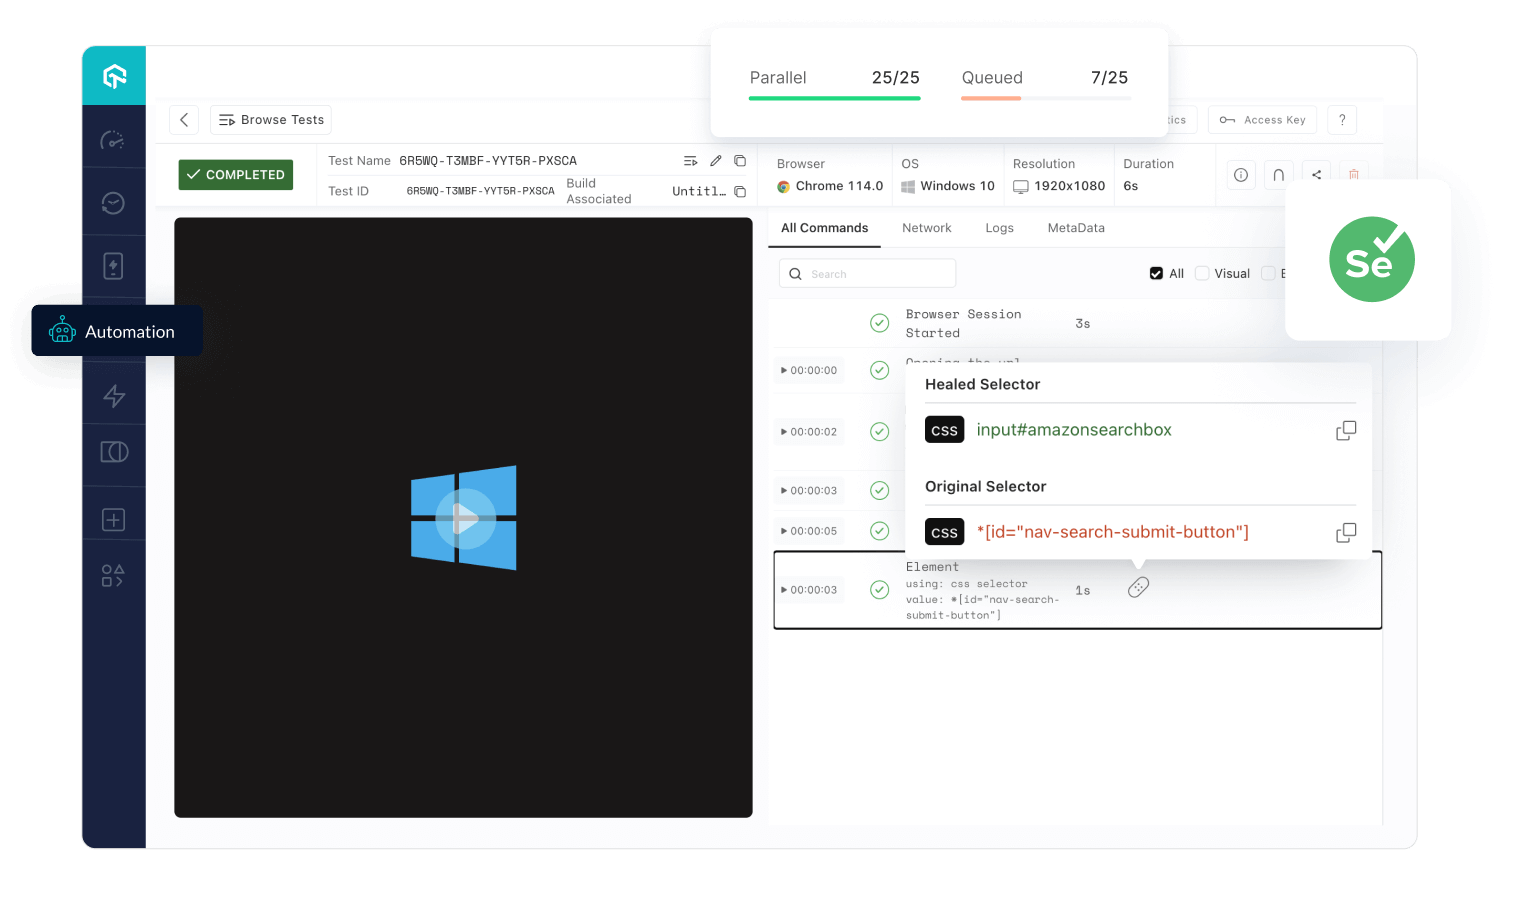 Parallel 25/25 Queued 7/25
Browse Tests
Access Key ?
COMPLETED
Test Name 6R5WQ-T3MBF-YYT5R-PXSCA
Test ID 6R5WQ-T3MBF-YYT5R-PXSCA Build Associated Untitl...
Browser
Chrome 114.0
OS
Windows 10
Resolution
1920x1080
Duration
6s
All Commands Network Logs MetaData
Search
All Visual
Se
Automation
Browser Session
Started
3s
00:00:00
Opening the url
00:00:02
00:00:03
00:00:05
Healed Selector
css input#amazonsearchbox
Original Selector
css *[id="nav-search-submit-button"]
00:00:03
Element
using: css selector
value: *[id="nav-search-
submit-button"]
1s